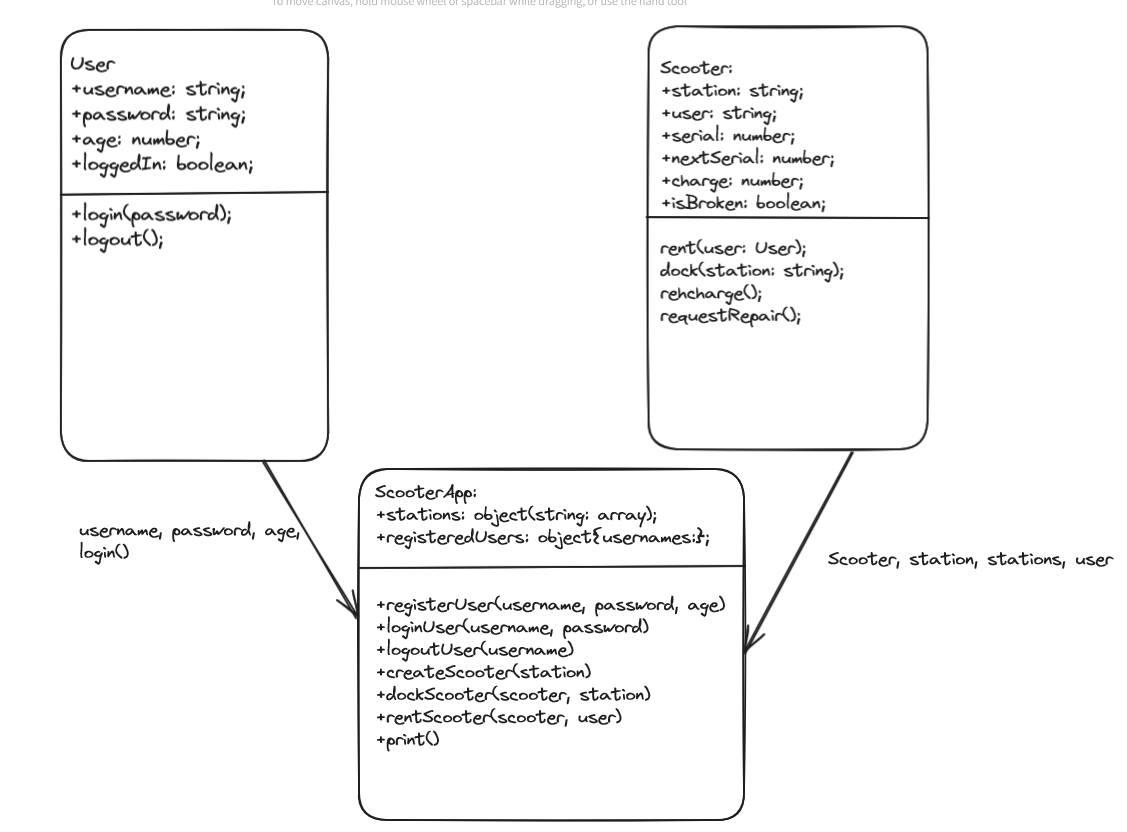 To move canvas, hold mouse wheel or spacebar while dragging, or use the hand tool
User
+username: string;
+password: string;
+age: number;
+loggedIn: boolean;
+login(password);
+logout();
Scooter:
+station: string;
+user: string;
+serial: number;
+nextSerial: number;
+charge: number;
+isBroken: boolean;
rent(user: User);
dock(station: string);
rehcharge();
requestRepair();
username, password, age,
login()
Scooter, station, stations, user
ScooterApp:
+stations: object(string: array);
+registeredUsers: object{usernames:};
+registerUser(username, password, age)
+loginUser(username, password)
+logoutUser(username)
+createScooter(station)
+dockScooter(scooter, station)
+rentScooter(scooter, user)
+print()